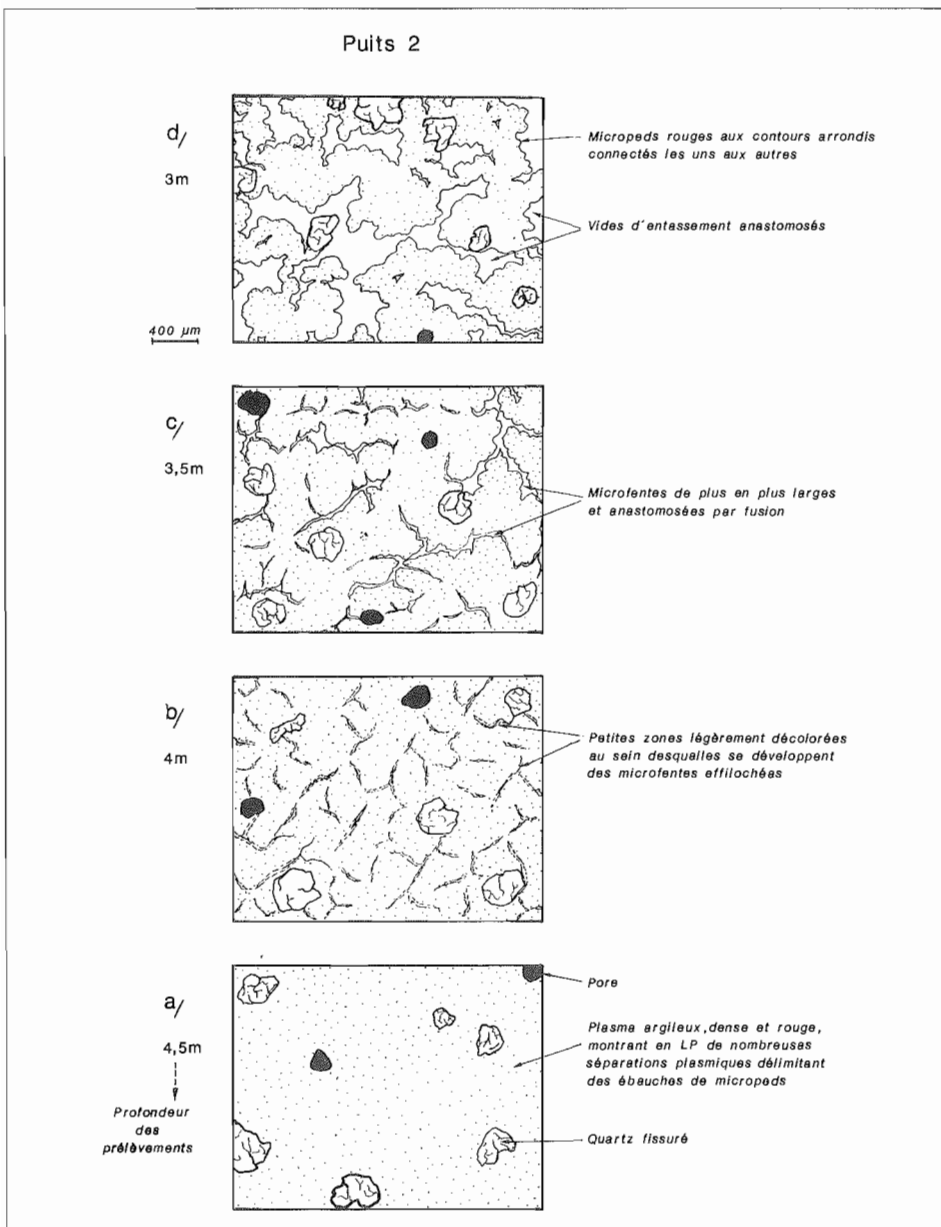 Puits 2
d/
3m
Micropeds rouges aux contours arrondis
connectés les uns aux autres
Vides d'entassement anastomosés
400 µm
c/
3,5m
Microfentes de plus en plus larges
et anastomosées par fusion
b/
4m
Petites zones légèrement décolorées
au sein desqualles se développent
des microfentes effilochées
a/
4,5m
Profondeur
des
prélèvements
Pore
Plasma argileux,dense et rouge,
montrant en LP de nombreuses
séparations plasmiques délimitant
des ébauches de micropeds
Quartz fissuré